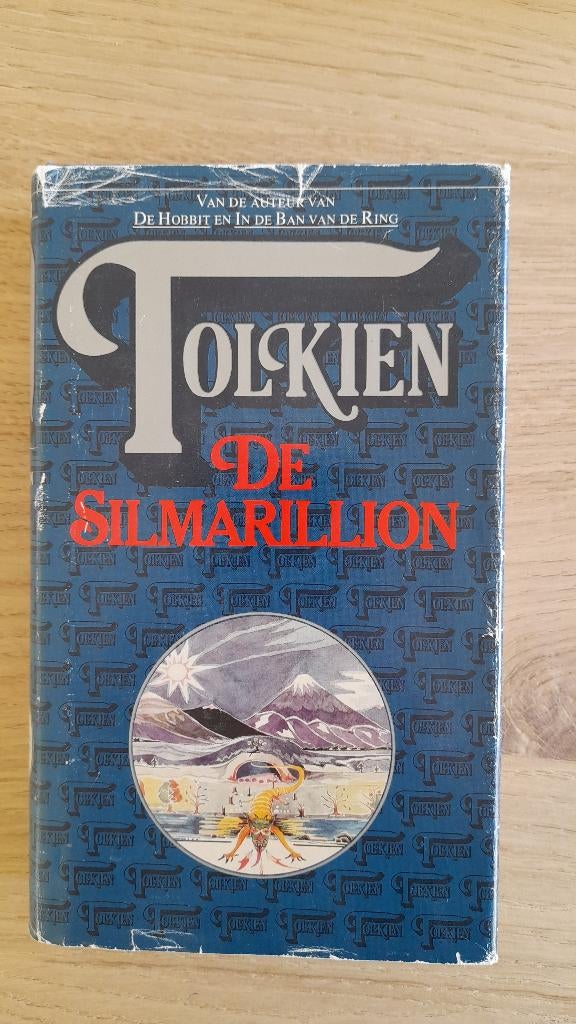 VAN DE AUTEUR VAN
DE HOBBIT EN IN DE BAN VAN DE RING
TOLKIEN
DE
SILMARILLION